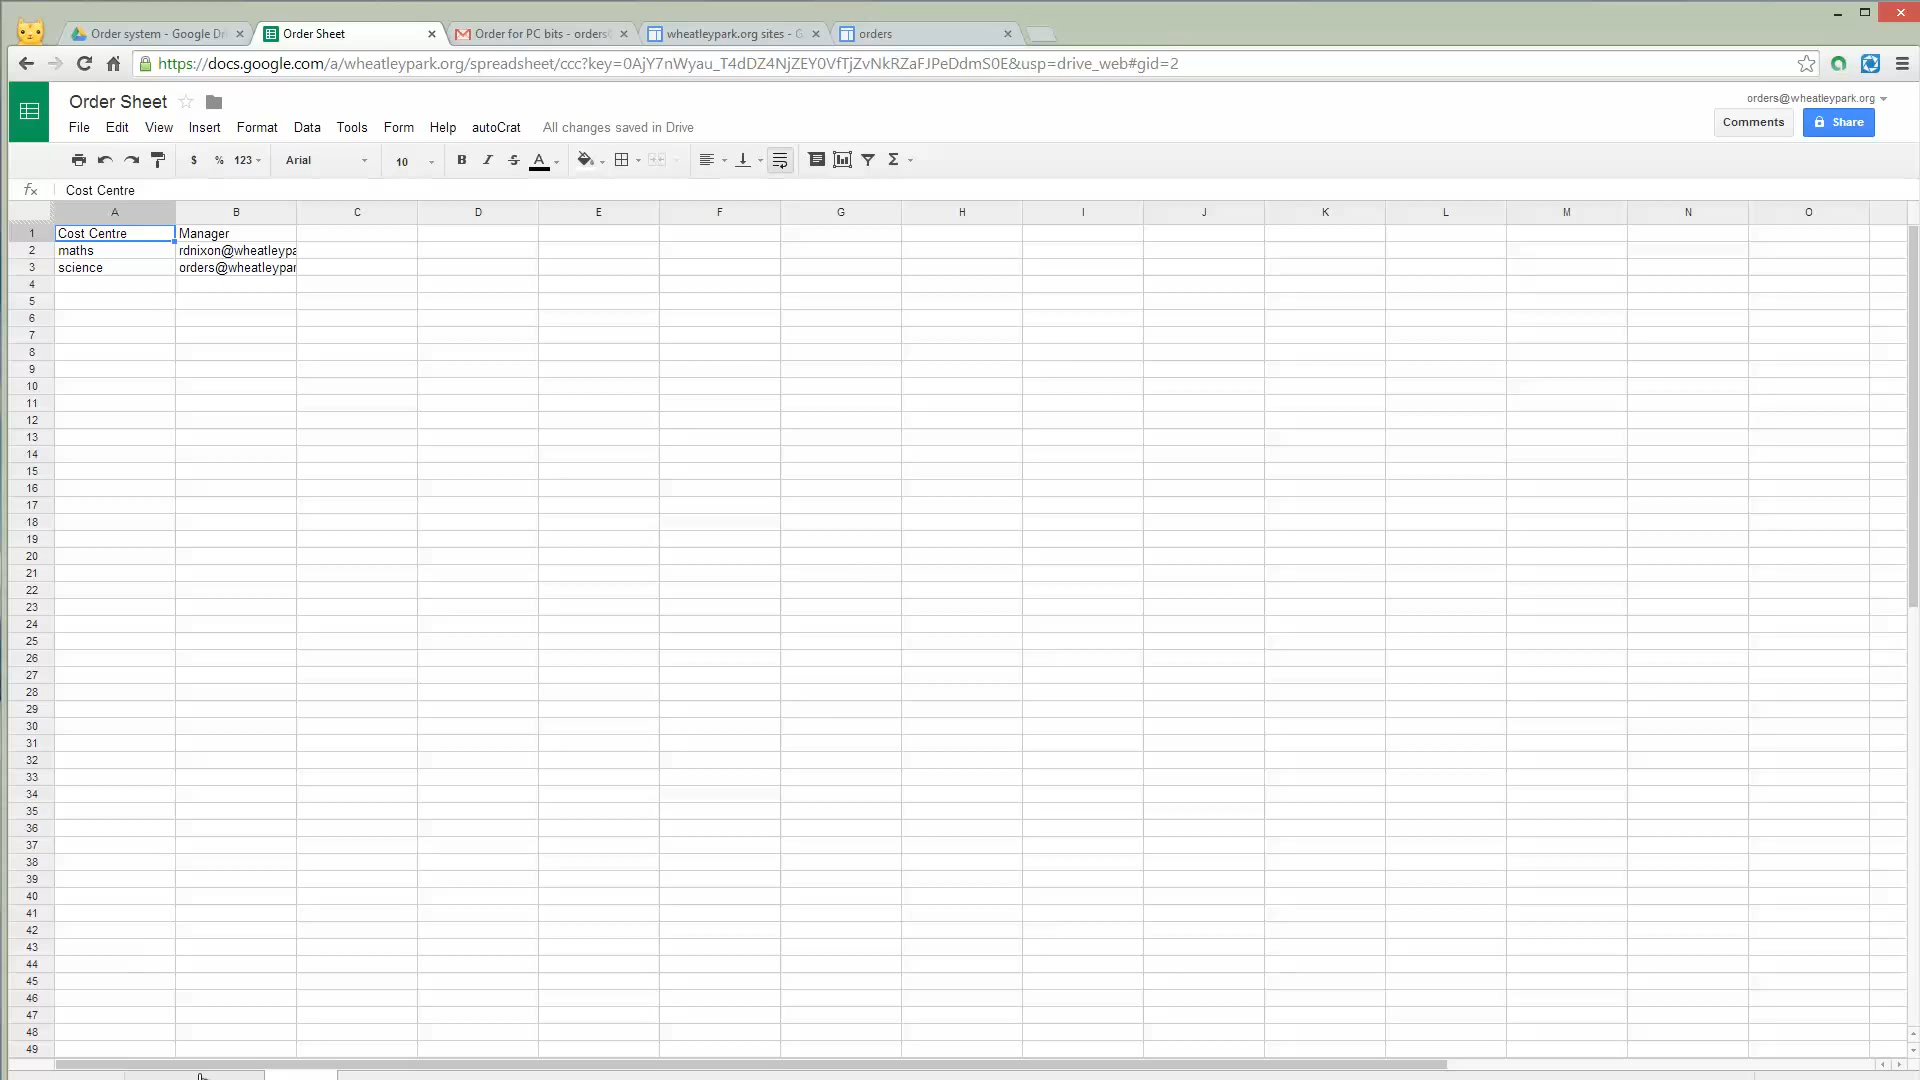 Order system - Google Dr
Order Sheet
Order for PC bits - orders
wheatleypark.org sites - G
orders
https://docs.google.com/a/wheatleypark.org/spreadsheet/ccc?key=0AjY7nWyau_T4dDZ4NjZEY0VfTjZvNkRZaFJPeDdmS0E&usp=drive_web#gid=2
Order Sheet
orders@wheatleypark.org
Comments
Share
File Edit View Insert Format Data Tools Form Help autoCrat All changes saved in Drive
$ % 123 Arial 10 B I S A Σ
fx Cost Centre
A B C D E F G H I J K L M N O
1 Cost Centre Manager
2 maths rdnixon@wheatleypa
3 science orders@wheatleypar
4
5
6
7
8
9
10
11
12
13
14
15
16
17
18
19
20
21
22
23
24
25
26
27
28
29
30
31
32
33
34
35
36
37
38
39
40
41
42
43
44
45
46
47
48
49